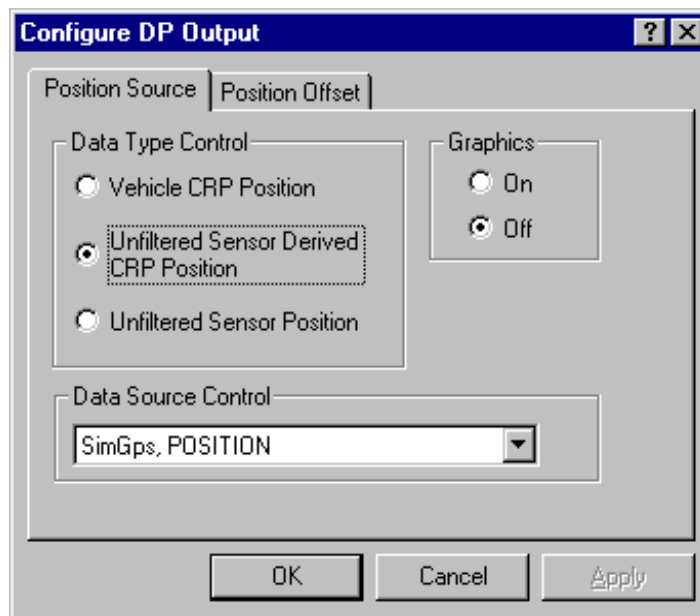 Configure DP Output
Position Source
Position Offset
Data Type Control
Vehicle CRP Position
Unfiltered Sensor Derived
CRP Position
Unfiltered Sensor Position
Graphics
On
Off
Data Source Control
SimGps, POSITION
OK
Cancel
Apply